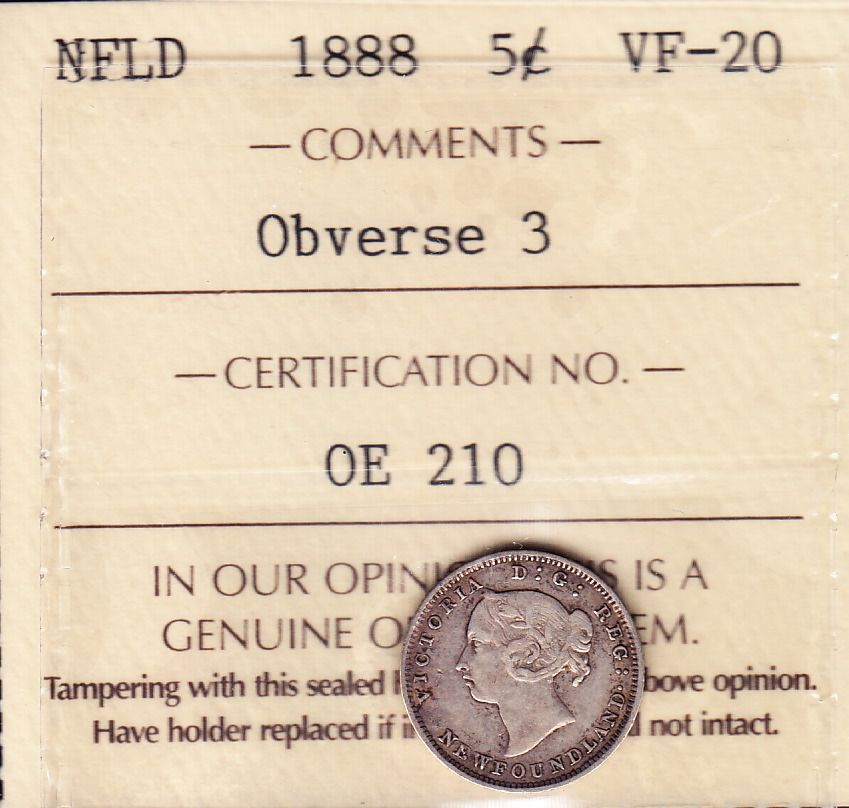 NFLD 1888 5¢ VF-20
— COMMENTS —
Obverse 3
— CERTIFICATION NO. —
OE 210
IN OUR OPINI S IS A
GENUINE O EM.
Tampering with this sealed bove opinion.
Have holder replaced if i d not intact.
VICTORIA D:G: REG:
NEWFOUNDLAND.